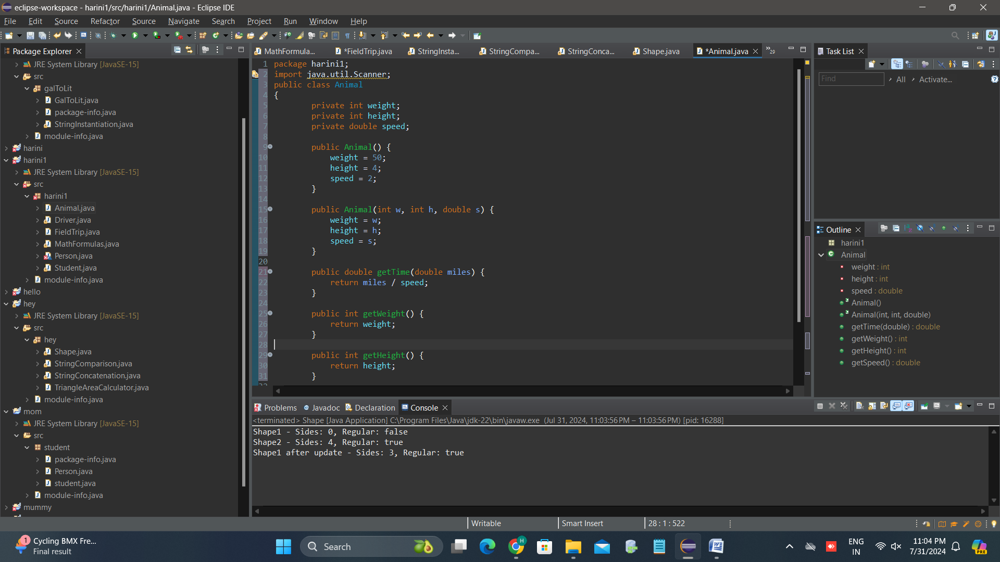 eclipse-workspace - harini1/src/harini1/Animal.java - Eclipse IDE
File Edit Source Refactor Source Navigate Search Project Run Window Help
Package Explorer
JRE System Library [JavaSE-15]
src
galToLit
GalToLit.java
package-info.java
StringInstantiation.java
module-info.java
harini
harini1
JRE System Library [JavaSE-15]
src
harini1
Animal.java
Driver.java
FieldTrip.java
MathFormulas.java
Person.java
Student.java
module-info.java
hello
hey
JRE System Library [JavaSE-15]
src
hey
Shape.java
StringComparison.java
StringConcatenation.java
TriangleAreaCalculator.java
module-info.java
mom
JRE System Library [JavaSE-15]
src
student
package-info.java
Person.java
student.java
module-info.java
mummy
MathFormula... *FieldTrip.java StringInsta... StringCompa... StringConca... Shape.java *Animal.java »29
1 package harini1;
2 import java.util.Scanner;
3 public class Animal
4 {
5 private int weight;
6 private int height;
7 private double speed;
8
9 public Animal() {
10 weight = 50;
11 height = 4;
12 speed = 2;
13 }
14
15 public Animal(int w, int h, double s) {
16 weight = w;
17 height = h;
18 speed = s;
19 }
20
21 public double getTime(double miles) {
22 return miles / speed;
23 }
24
25 public int getWeight() {
26 return weight;
27 }
28
29 public int getHeight() {
30 return height;
31 }
32
Task List
Find All Activate...
Outline
harini1
Animal
weight : int
height : int
speed : double
Animal()
Animal(int, int, double)
getTime(double) : double
getWeight() : int
getHeight() : int
getSpeed() : double
Problems @ Javadoc Declaration Console
<terminated> Shape [Java Application] C:\Program Files\Java\jdk-22\bin\javaw.exe (Jul 31, 2024, 11:03:56 PM – 11:03:56 PM) [pid: 16288]
Shape1 - Sides: 0, Regular: false
Shape2 - Sides: 4, Regular: true
Shape1 after update - Sides: 3, Regular: true
Writable Smart Insert 28 : 1 : 522
1 Cycling BMX Fre...
Final result
Search
H
ENG
IN
11:04 PM
7/31/2024
PRE